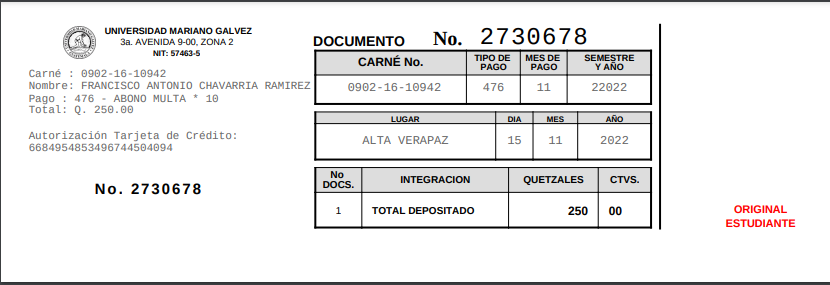 UNIVERSIDAD MARIANO GALVEZ
3a. AVENIDA 9-00, ZONA 2
NIT: 57463-5
Carné : 0902-16-10942
Nombre: FRANCISCO ANTONIO CHAVARRIA RAMIREZ
Pago : 476 - ABONO MULTA * 10
Total: Q. 250.00
Autorización Tarjeta de Crédito:
6684954853496744504094
No. 2730678
DOCUMENTO No. 2730678
CARNÉ No. TIPO DE PAGO MES DE PAGO SEMESTRE Y AÑO
0902-16-10942 476 11 22022
LUGAR DIA MES AÑO
ALTA VERAPAZ 15 11 2022
No DOCS. INTEGRACION QUETZALES CTVS.
1 TOTAL DEPOSITADO 250 00
ORIGINAL
ESTUDIANTE